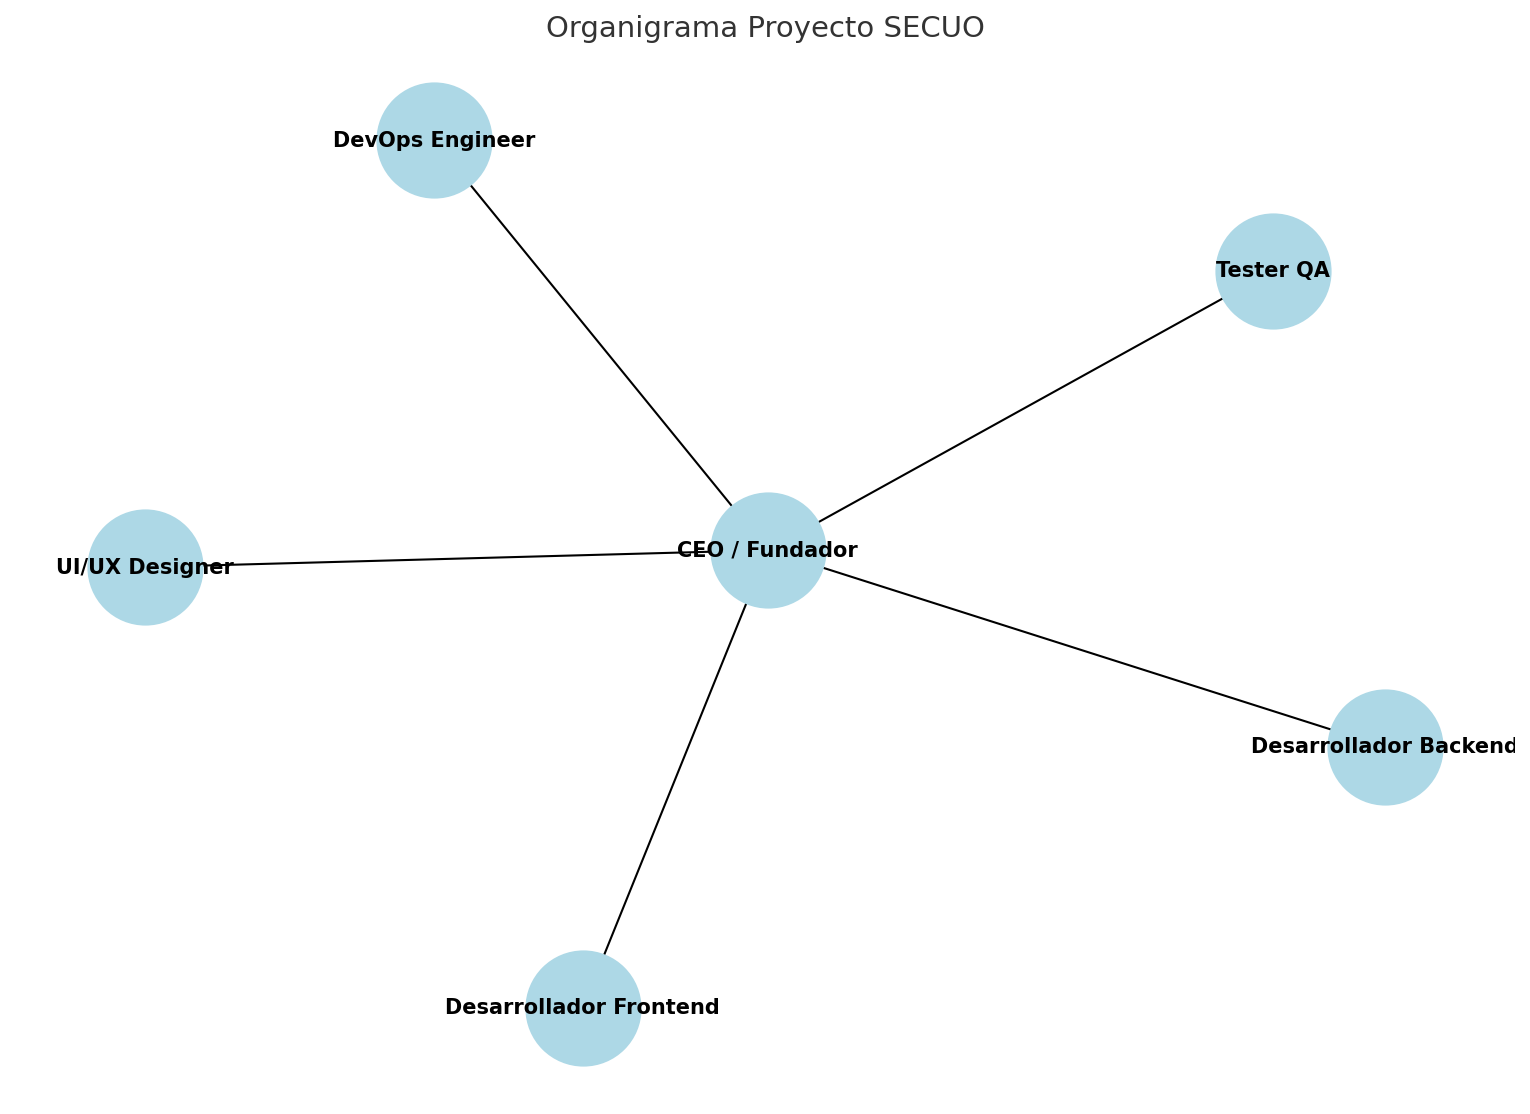 Organigrama Proyecto SECUO
DevOps Engineer
Tester QA
CEO / Fundador
UI/UX Designer
Desarrollador Backend
Desarrollador Frontend